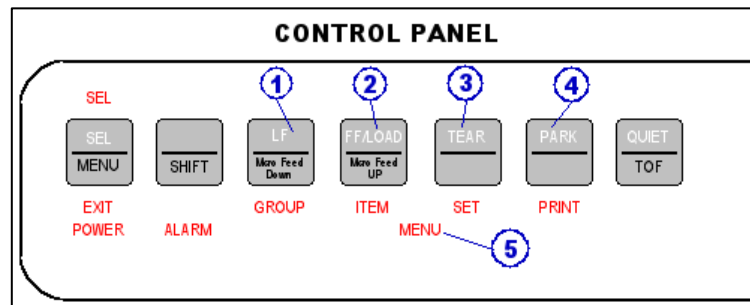 CONTROL PANEL
1 2 3 4
SEL
SEL LF FF/LOAD TEAR PARK QUIET
MENU SHIFT Micro Feed Down Micro Feed UP TOF
EXIT GROUP ITEM SET PRINT
POWER ALARM MENU 5